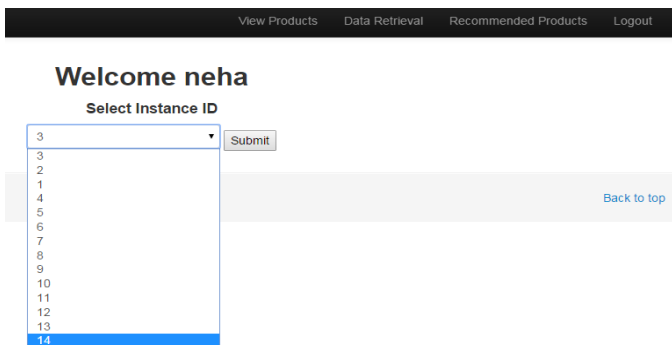 View Products Data Retrieval Recommended Products Logout
Welcome neha
Select Instance ID
3 Submit
3
2
1
4
5
6
7
8
9
10
11
12
13
14
Back to top